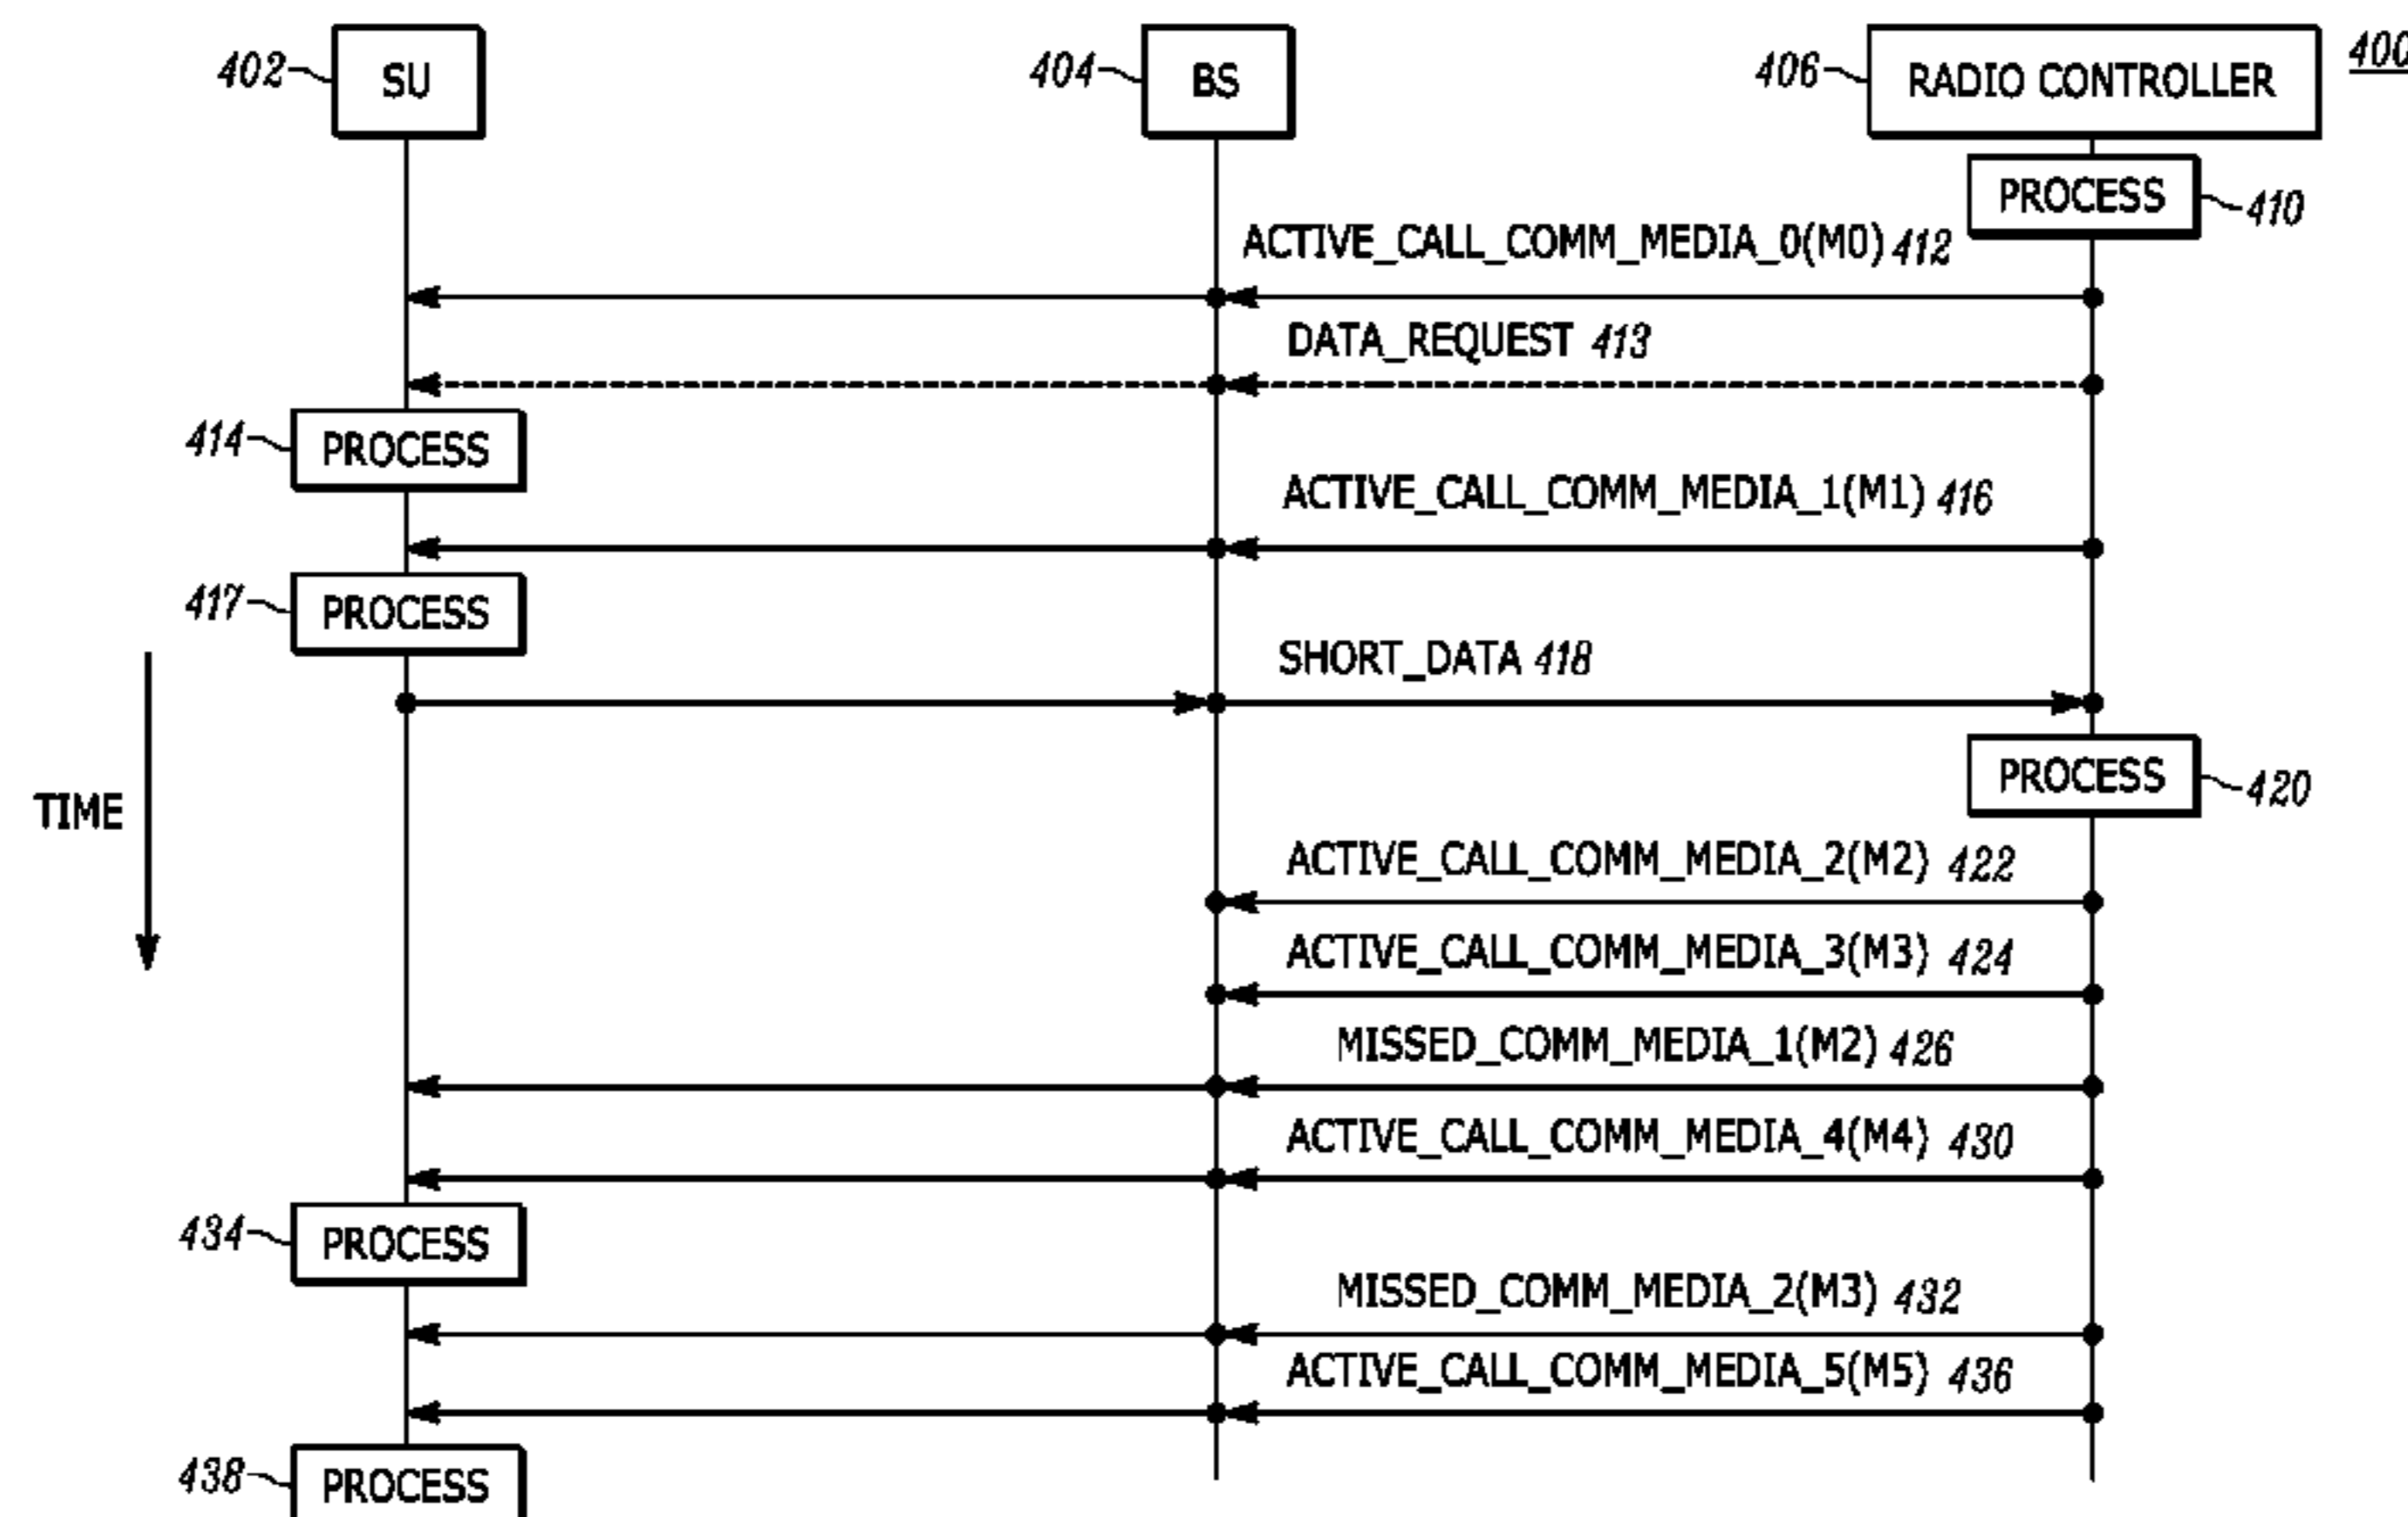 402 SU 404 BS 406 RADIO CONTROLLER 400
PROCESS 410
ACTIVE_CALL_COMM_MEDIA_0(M0) 412
DATA_REQUEST 413
414 PROCESS
ACTIVE_CALL_COMM_MEDIA_1(M1) 416
417 PROCESS
SHORT_DATA 418
PROCESS 420
TIME
ACTIVE_CALL_COMM_MEDIA_2(M2) 422
ACTIVE_CALL_COMM_MEDIA_3(M3) 424
MISSED_COMM_MEDIA_1(M2) 426
ACTIVE_CALL_COMM_MEDIA_4(M4) 430
434 PROCESS
MISSED_COMM_MEDIA_2(M3) 432
ACTIVE_CALL_COMM_MEDIA_5(M5) 436
438 PROCESS